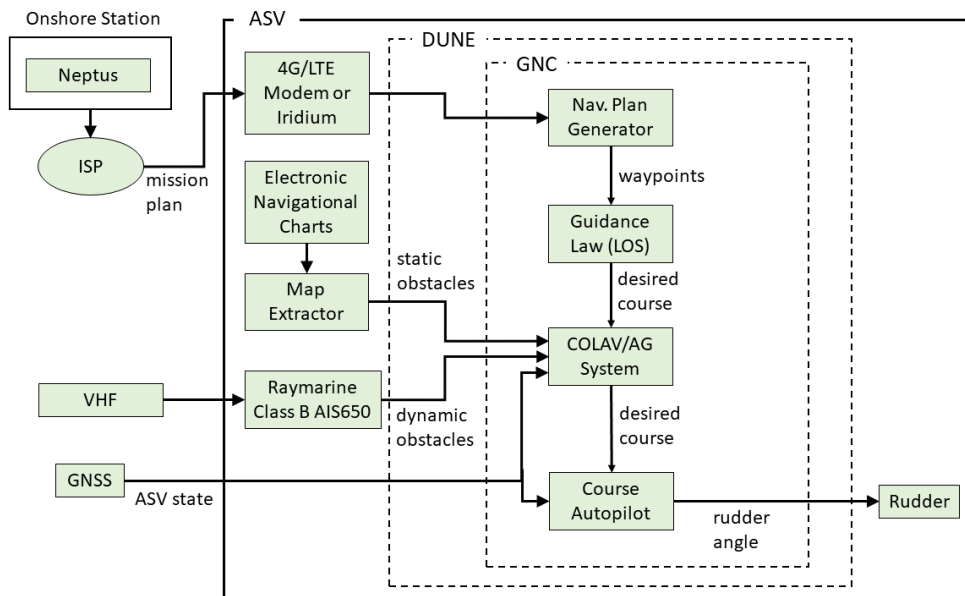 Onshore Station
Neptus
ISP
mission
plan
ASV
4G/LTE
Modem or
Iridium
Electronic
Navigational
Charts
Map
Extractor
static
obstacles
VHF
Raymarine
Class B AIS650
dynamic
obstacles
GNSS
ASV state
DUNE
GNC
Nav. Plan
Generator
waypoints
Guidance
Law (LOS)
desired
course
COLAV/AG
System
desired
course
Course
Autopilot
rudder
angle
Rudder